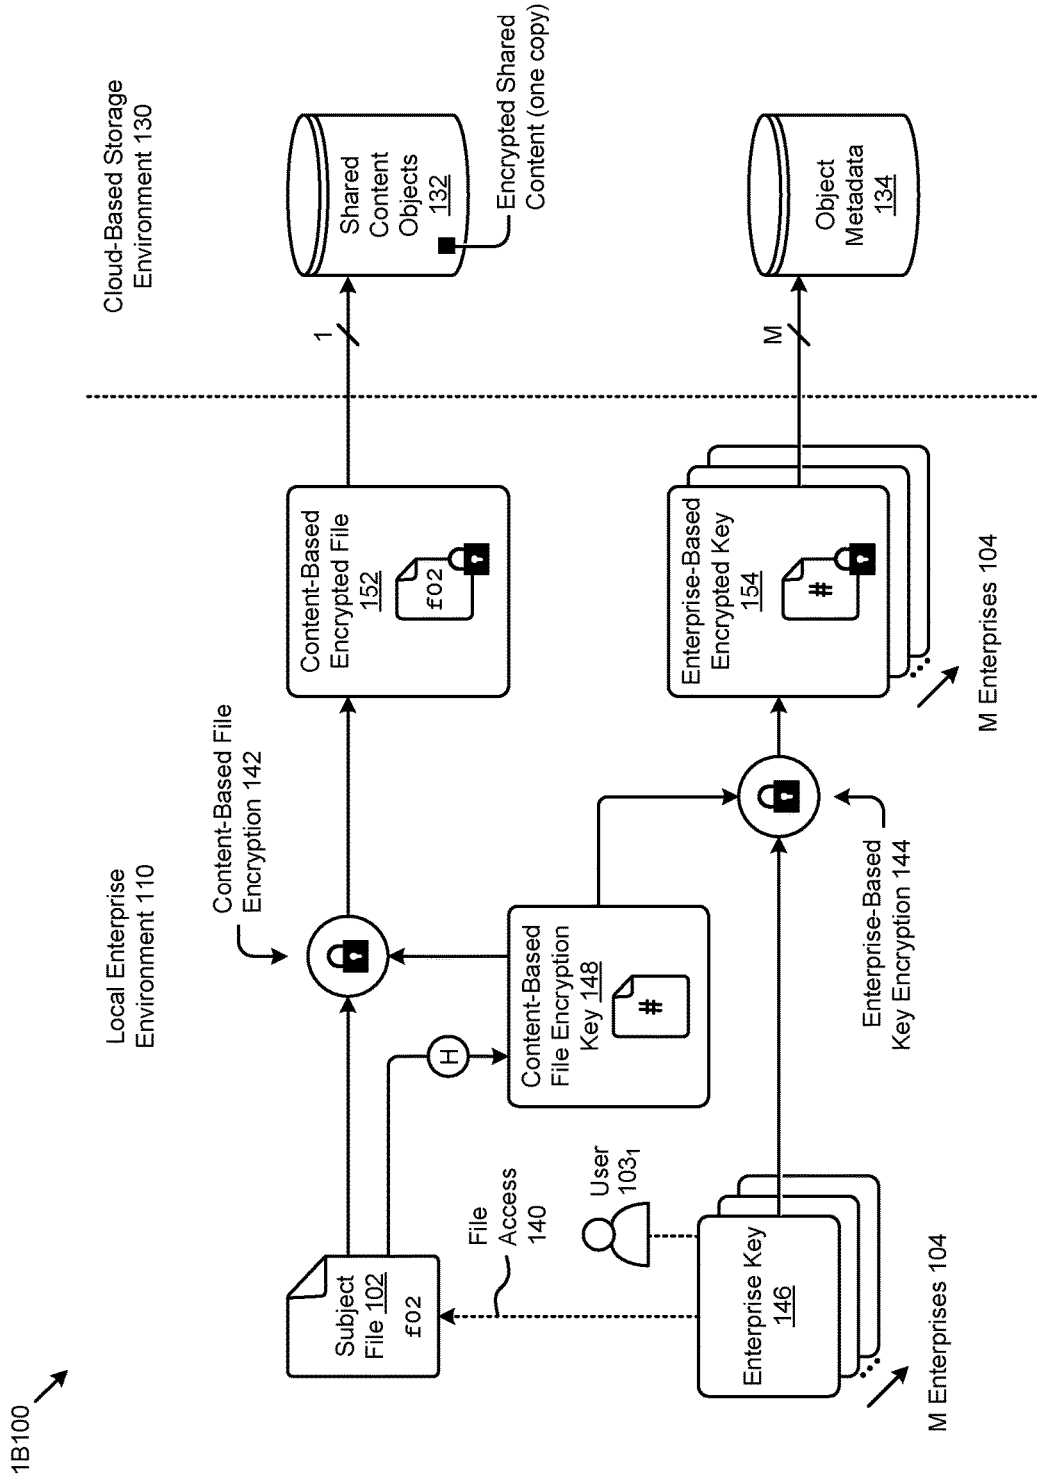 1B100
Local Enterprise
Environment 110
Cloud-Based Storage
Environment 130
Subject
File 102
f02
Content-Based File
Encryption 142
Content-Based
Encrypted File
152
f02
1
Shared
Content
Objects
132
Encrypted Shared
Content (one copy)
H
Content-Based
File Encryption
Key 148
#
File
Access
140
User
103₁
Enterprise Key
146
M Enterprises 104
Enterprise-Based
Key Encryption 144
Enterprise-Based
Encrypted Key
154
#
M Enterprises 104
M
Object
Metadata
134